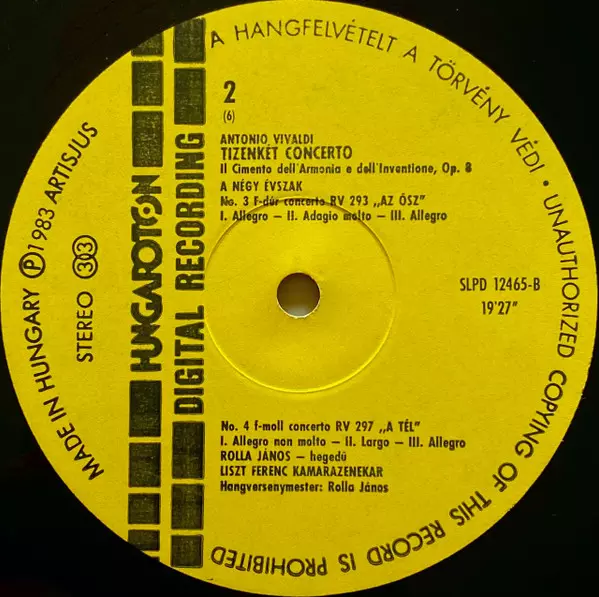 A HANGFELVÉTELT A TÖRVÉNY VÉDI • UNAUTHORIZED COPYING OF THIS RECORD IS PROHIBITED
MADE IN HUNGARY Ⓟ 1983 ARTISJUS
STEREO 33
HUNGAROTON
DIGITAL RECORDING
2
(6)
ANTONIO VIVALDI
TIZENKÉT CONCERTO
Il Cimento dell'Armonia e dell'Inventione, Op. 8
A NÉGY ÉVSZAK
No. 3 F-dúr concerto RV 293 „AZ ŐSZ"
I. Allegro – II. Adagio molto – III. Allegro
SLPD 12465-B
19'27"
No. 4 f-moll concerto RV 297 „A TÉL"
I. Allegro non molto – II. Largo – III. Allegro
ROLLA JÁNOS – hegedű
LISZT FERENC KAMARAZENEKAR
Hangversenymester: Rolla János